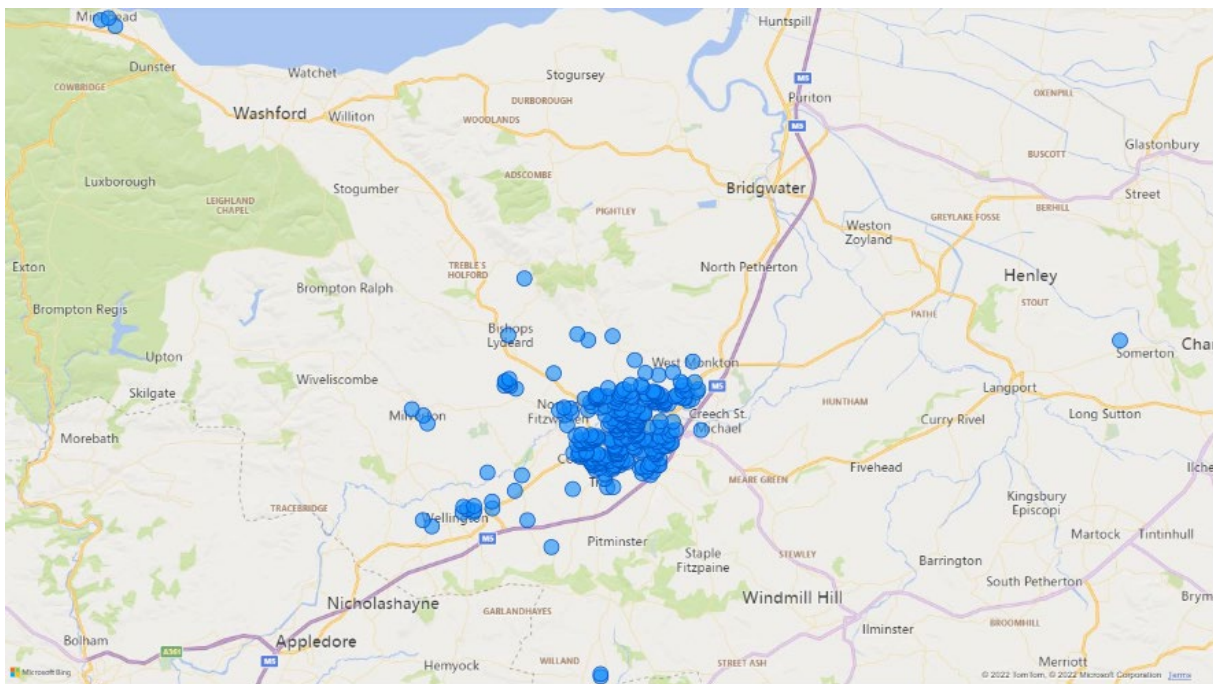 Huntspill
Dunster
Watchet
Stogursey
COWBRIDGE
M5
Puriton
OXENPILL
DURBOROUGH
Washford
Williton
WOODLANDS
M5
Glastonbury
BUSCOTT
Luxborough
Stogumber
ADSCOMBE
Bridgwater
Street
LEIGHLAND
CHAPEL
PIGHTLEY
BERHILL
GREYLAKE FOSSE
Weston
Zoyland
Exton
TREBLE'S
HOLFORD
North Petherton
Henley
Brompton Ralph
STOUT
Brompton Regis
PATHE
Bishops
Lydeard
Upton
West Monkton
Somerton
Wiveliscombe
M5
Langport
Skilgate
HUNTHAM
Creech St.
Michael
Curry Rivel
Long Sutton
Morebath
Fivehead
MEARE GREEN
Kingsbury
Episcopi
TRACEBRIDGE
Wellington
M5
Pitminster
Martock
Tintinhull
Staple
Fitzpaine
STEWLEY
Barrington
South Petherton
Nicholashayne
GARLANDHAYES
Windmill Hill
BROOMHILL
Bolham
Appledore
Ilminster
A361
M5
Hemyock
WILLAND
STREET ASH
Merriott
Microsoft Bing
© 2022 TomTom, © 2022 Microsoft Corporation Terms